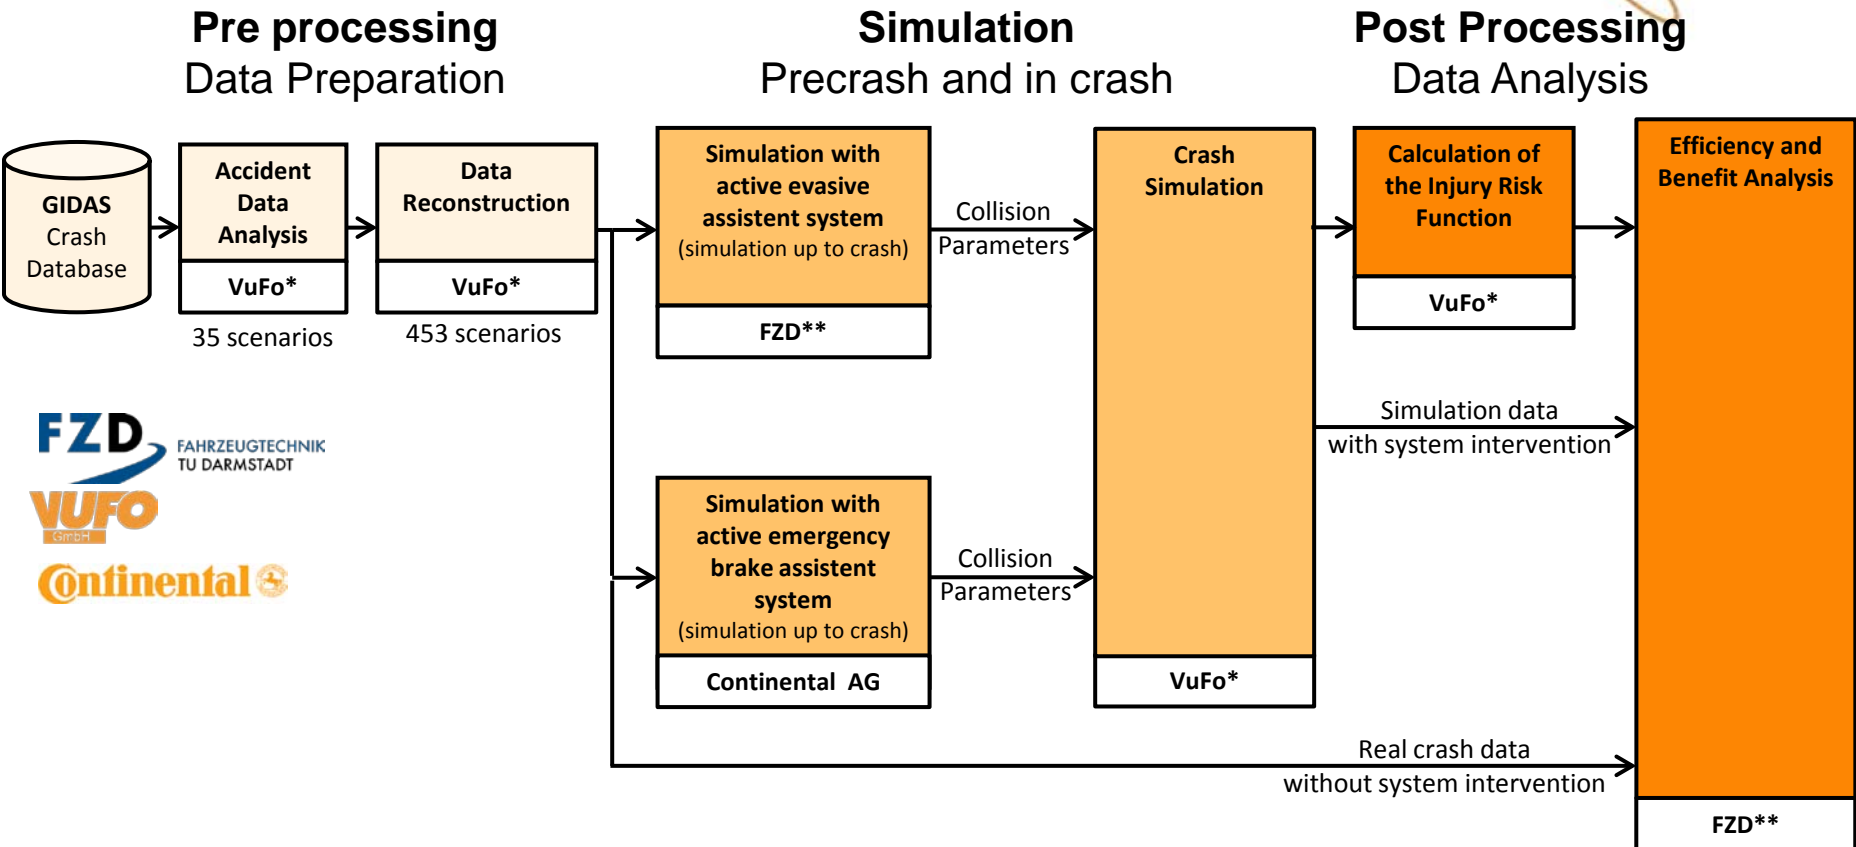 Pre processing
Data Preparation
Simulation
Precrash and in crash
Post Processing
Data Analysis
GIDAS
Crash
Database
Accident
Data
Analysis
VuFo*
35 scenarios
Data
Reconstruction
VuFo*
453 scenarios
Simulation with
active evasive
assistent system
(simulation up to crash)
FZD**
Collision
Parameters
Simulation with
active emergency
brake assistent
system
(simulation up to crash)
Continental AG
Collision
Parameters
Crash
Simulation
VuFo*
Calculation of
the Injury Risk
Function
VuFo*
Simulation data
with system intervention
Real crash data
without system intervention
Efficiency and
Benefit Analysis
FZD**
FZD
FAHRZEUGTECHNIK
TU DARMSTADT
VUFO
GmbH
Continental